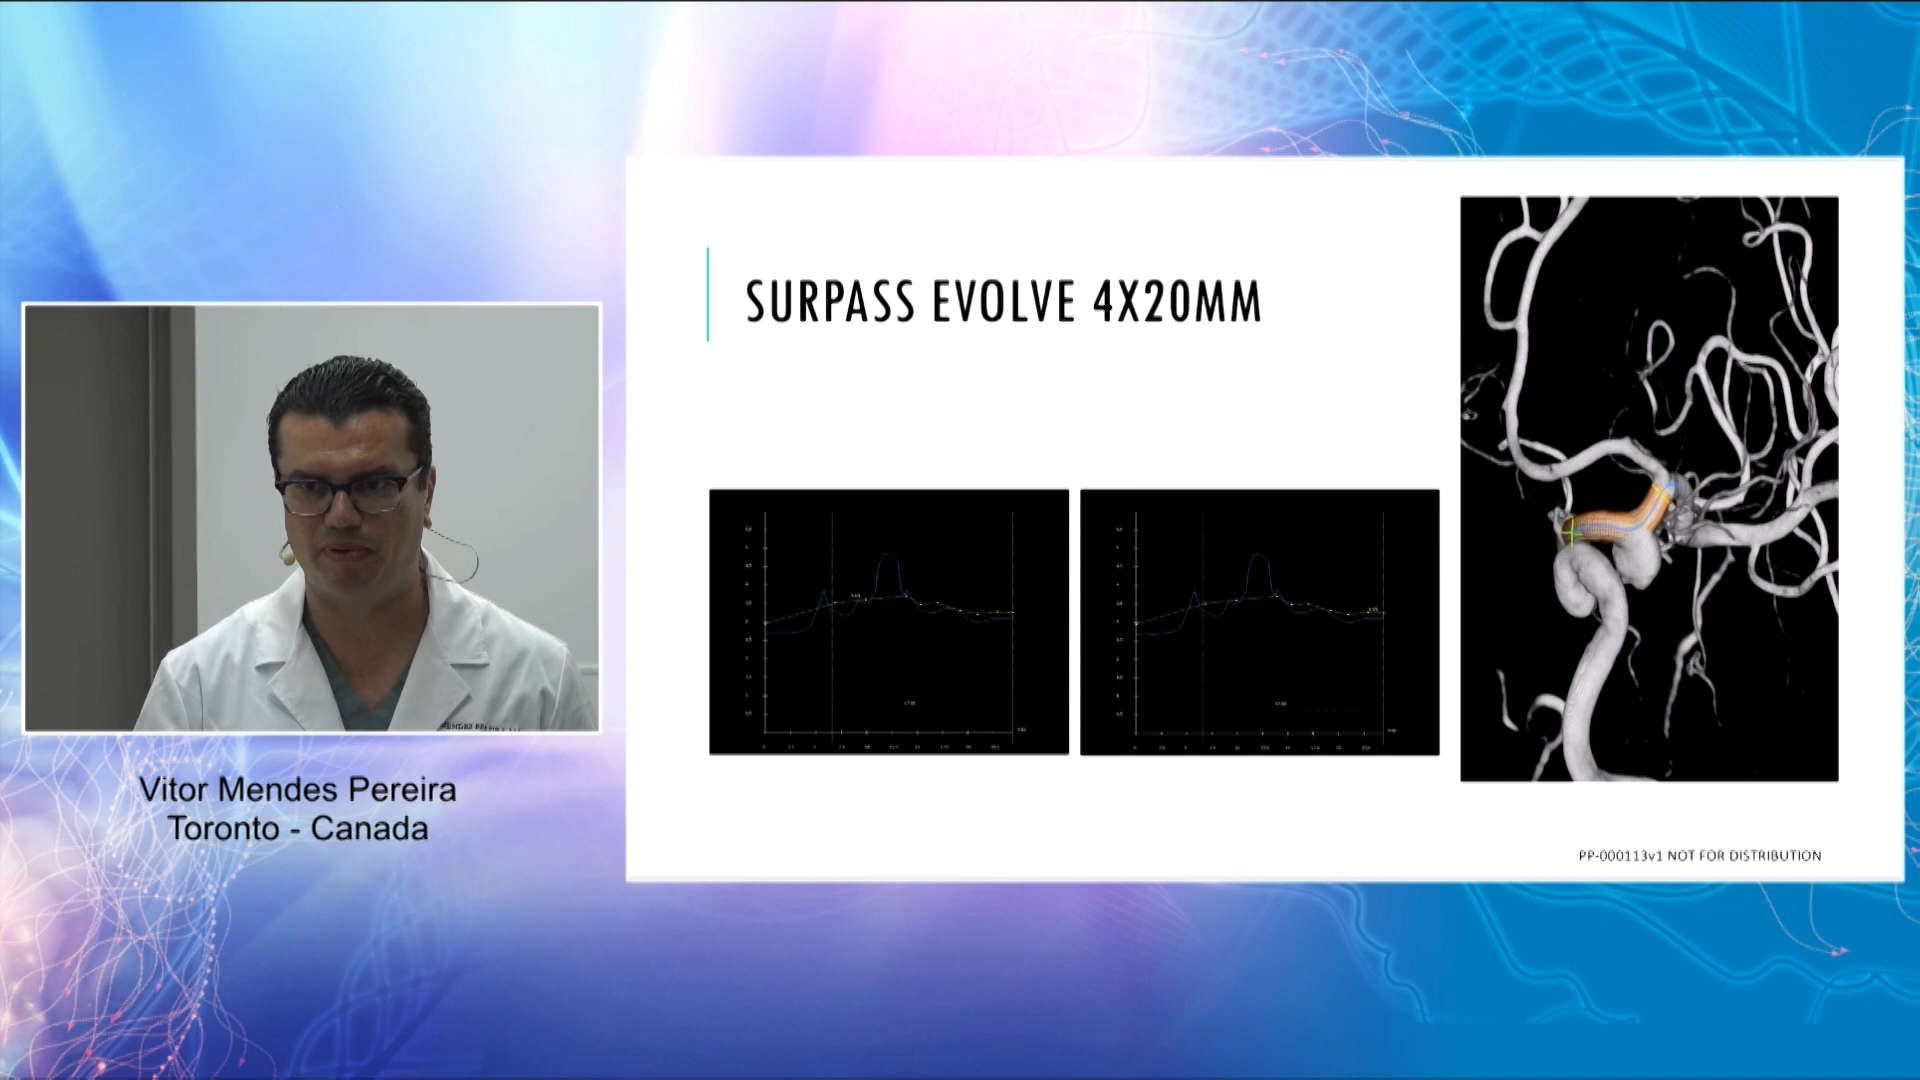 SURPASS EVOLVE 4X20MM
Vitor Mendes Pereira
Toronto - Canada
PP-000113v1 NOT FOR DISTRIBUTION